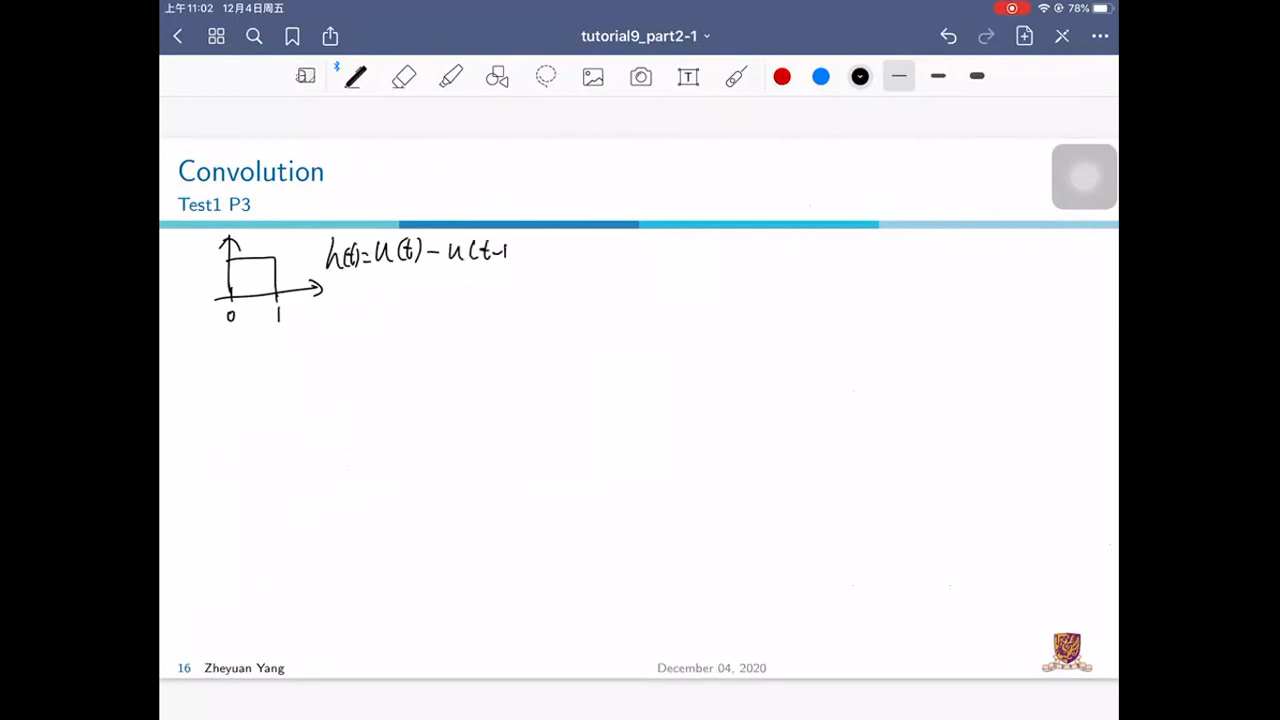 上午11:02 12月4日周五
78%
tutorial9_part2-1
T
Convolution
Test1 P3
h(t)=u(t)-u(t-1
0 1
16 Zheyuan Yang
December 04, 2020